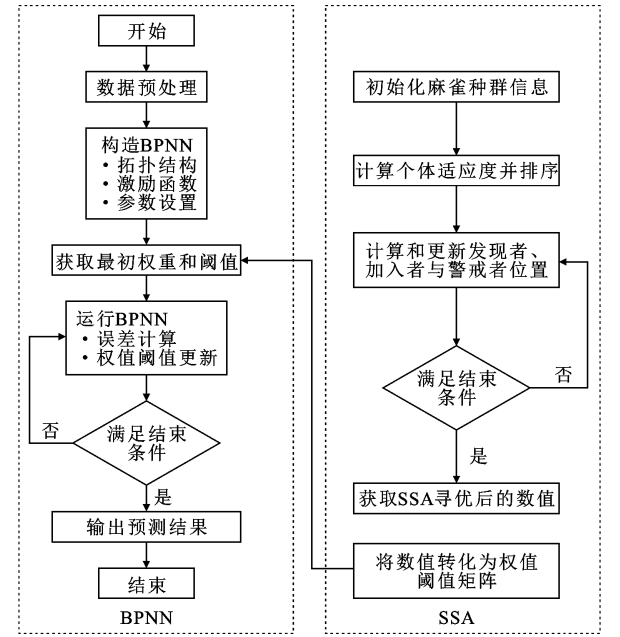 开始
数据预处理
构造BPNN
• 拓扑结构
• 激励函数
• 参数设置
获取最初权重和阈值
运行BPNN
• 误差计算
• 权值阈值更新
否
满足结束
条件
是
输出预测结果
结束
BPNN
初始化麻雀种群信息
计算个体适应度并排序
计算和更新发现者、
加入者与警戒者位置
满足结束
条件
否
是
获取SSA寻优后的数值
将数值转化为权值
阈值矩阵
SSA